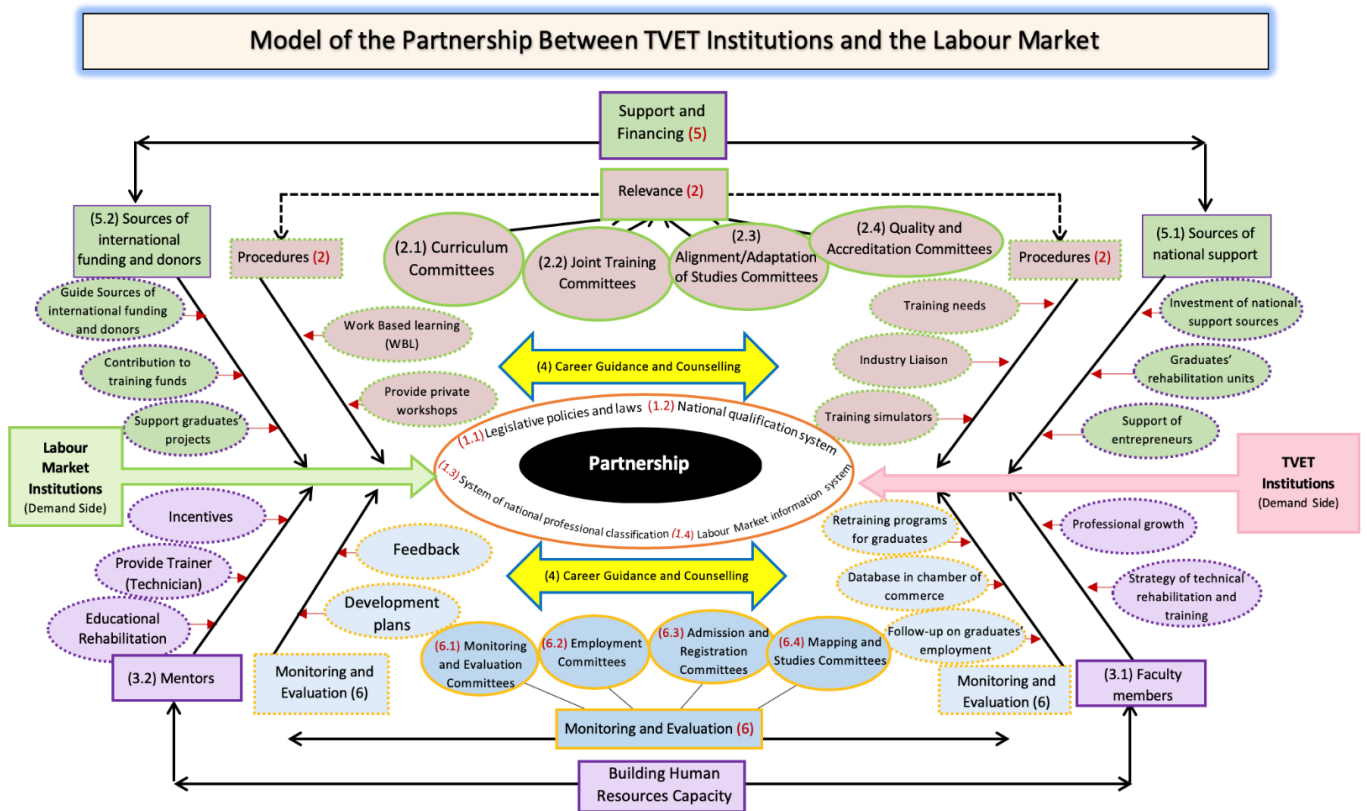 Model of the Partnership Between TVET Institutions and the Labour Market
Support and
Financing (5)
Relevance (2)
(5.2) Sources of
international
funding and donors
Procedures (2)
(2.1) Curriculum
Committees
(2.2) Joint Training
Committees
(2.3)
Alignment/Adaptation
of Studies Committees
(2.4) Quality and
Accreditation Committees
Procedures (2)
(5.1) Sources of
national support
Guide Sources of
international funding
and donors
Contribution to
training funds
Support graduates
projects
Work Based learning
(WBL)
Provide private
workshops
(4) Career Guidance and Counselling
Training needs
Industry Liaison
Training simulators
Investment of national
support sources
Graduates'
rehabilitation units
Support of
entrepreneurs
Labour
Market
Institutions
(Demand Side)
(1.1) Legislative policies and laws
(1.2) National qualification system
Partnership
(1.3) System of national professional classification
(1.4) Labour Market information system
TVET
Institutions
(Demand Side)
Incentives
Provide Trainer
(Technician)
Educational
Rehabilitation
(3.2) Mentors
Feedback
Development
plans
Monitoring and
Evaluation (6)
(4) Career Guidance and Counselling
(6.1) Monitoring
and Evaluation
Committees
(6.2) Employment
Committees
(6.3) Admission and
Registration
Committees
(6.4) Mapping and
Studies Committees
Retraining programs
for graduates
Database in chamber of
commerce
Follow-up on graduates'
employment
Monitoring and
Evaluation (6)
Professional growth
Strategy of technical
rehabilitation and
training
(3.1) Faculty
members
Monitoring and Evaluation (6)
Building Human
Resources Capacity